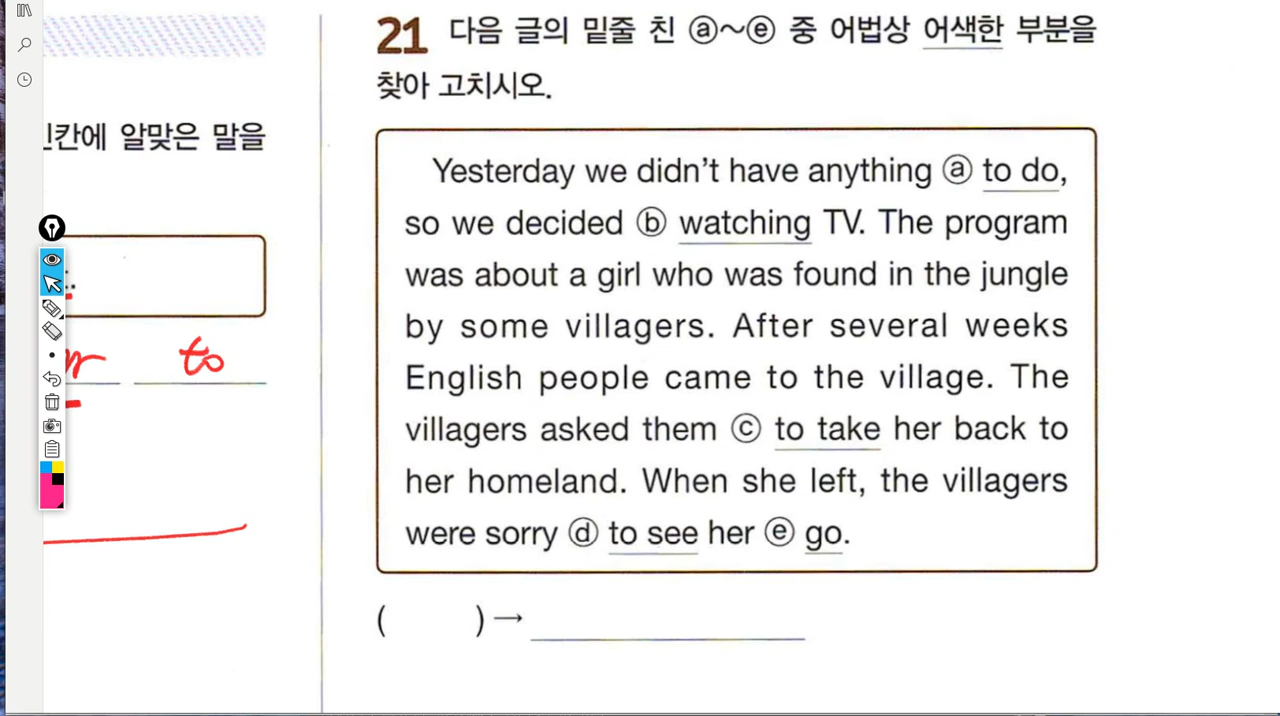 21 다음 글의 밑줄 친 ⓐ~ⓔ 중 어법상 어색한 부분을
찾아 고치시오.
칸에 알맞은 말을
to
Yesterday we didn't have anything ⓐ to do,
so we decided ⓑ watching TV. The program
was about a girl who was found in the jungle
by some villagers. After several weeks
English people came to the village. The
villagers asked them ⓒ to take her back to
her homeland. When she left, the villagers
were sorry ⓓ to see her ⓔ go.
( ) →